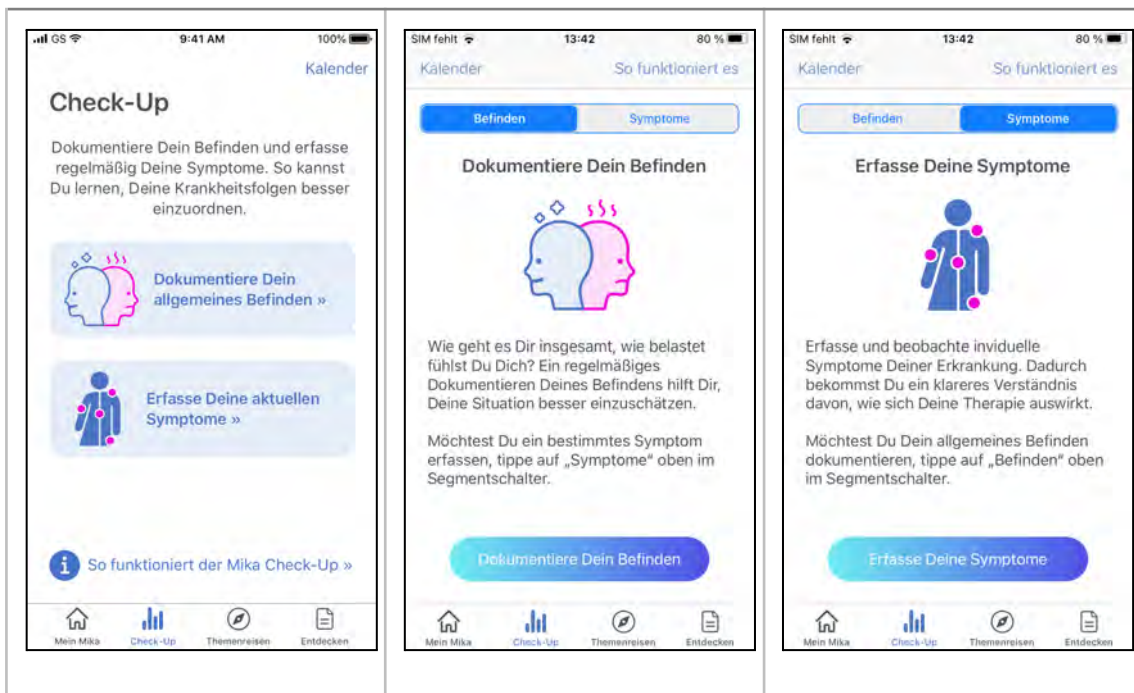 GS
9:41 AM
100%
Kalender
Check-Up
Dokumentiere Dein Befinden und erfasse
regelmäßig Deine Symptome. So kannst
Du lernen, Deine Krankheitsfolgen besser
einzuordnen.
Dokumentiere Dein
allgemeines Befinden »
Erfasse Deine aktuellen
Symptome »
i So funktioniert der Mika Check-Up »
Mein Mika
Check-Up
Themenreisen
Entdecken
SIM fehlt
13:42
80 %
Kalender
So funktioniert es
Befinden
Symptome
Dokumentiere Dein Befinden
Wie geht es Dir insgesamt, wie belastet
fühlst Du Dich? Ein regelmäßiges
Dokumentieren Deines Befindens hilft Dir,
Deine Situation besser einzuschätzen.
Möchtest Du ein bestimmtes Symptom
erfassen, tippe auf „Symptome“ oben im
Segmentschalter.
Dokumentiere Dein Befinden
Mein Mika
Check-Up
Themenreisen
Entdecken
SIM fehlt
13:42
80 %
Kalender
So funktioniert es
Befinden
Symptome
Erfasse Deine Symptome
Erfasse und beobachte inviduelle
Symptome Deiner Erkrankung. Dadurch
bekommst Du ein klareres Verständnis
davon, wie sich Deine Therapie auswirkt.
Möchtest Du Dein allgemeines Befinden
dokumentieren, tippe auf „Befinden“ oben
im Segmentschalter.
Erfasse Deine Symptome
Mein Mika
Check-Up
Themenreisen
Entdecken